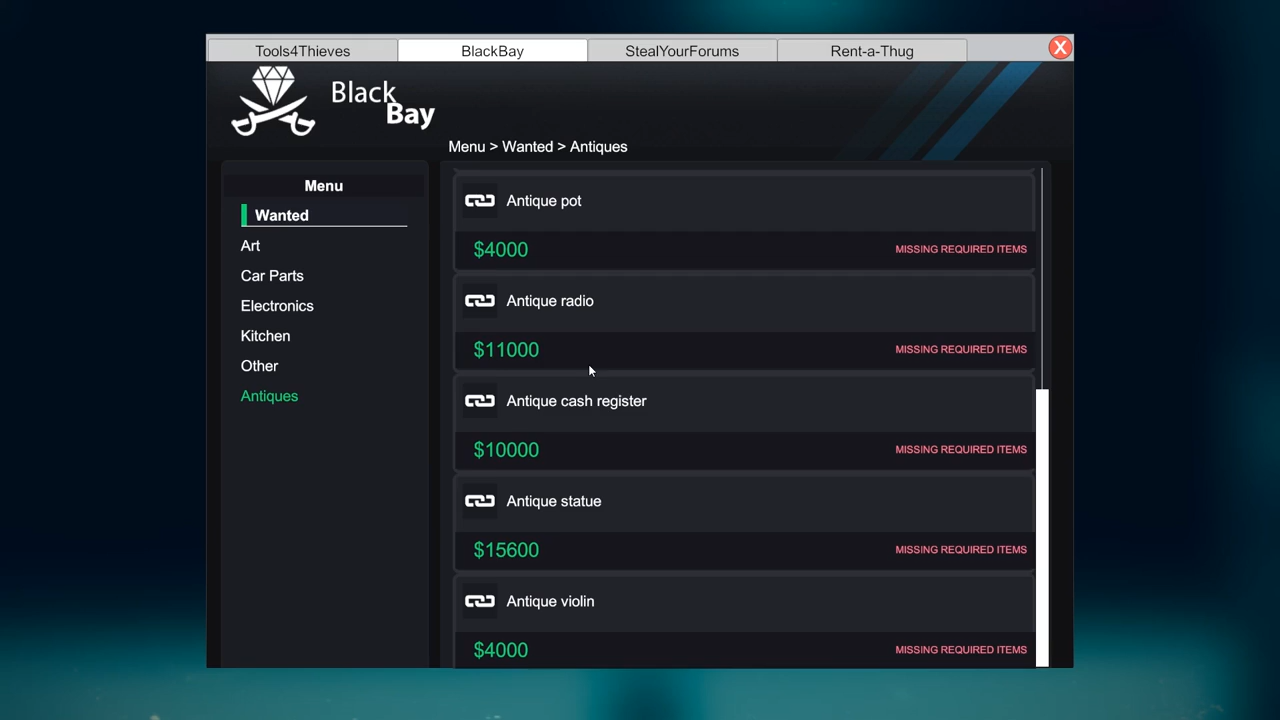 Tools4Thieves
BlackBay
StealYourForums
Rent-a-Thug
X
Black
Bay
Menu > Wanted > Antiques
Menu
Wanted
Art
Car Parts
Electronics
Kitchen
Other
Antiques
Antique pot
$4000
MISSING REQUIRED ITEMS
Antique radio
$11000
MISSING REQUIRED ITEMS
Antique cash register
$10000
MISSING REQUIRED ITEMS
Antique statue
$15600
MISSING REQUIRED ITEMS
Antique violin
$4000
MISSING REQUIRED ITEMS